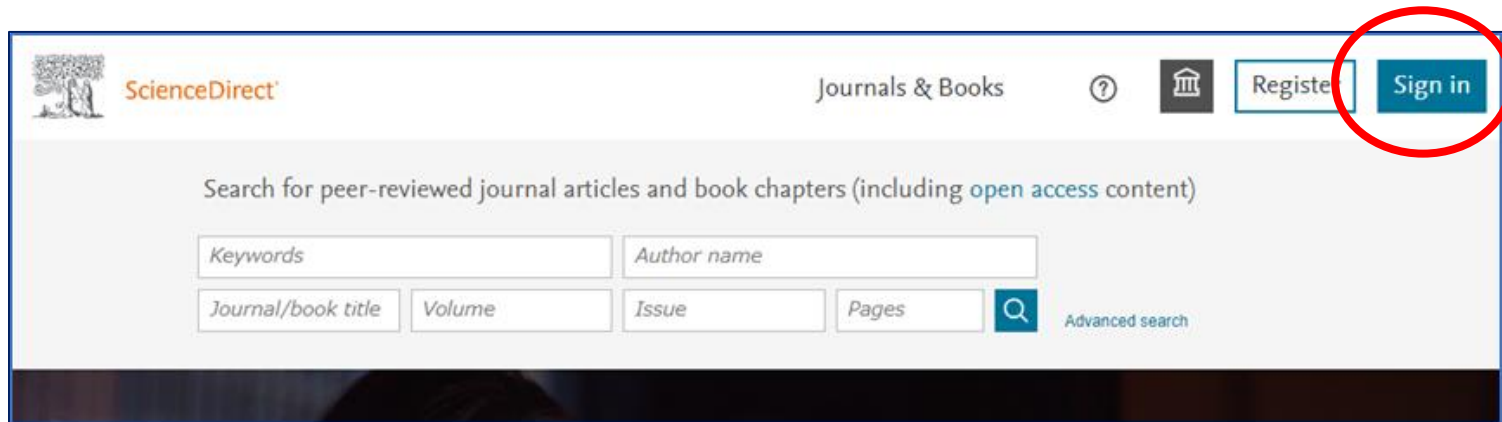 ScienceDirect
Journals & Books
?
Register
Sign in
Search for peer-reviewed journal articles and book chapters (including open access content)
Keywords
Author name
Journal/book title
Volume
Issue
Pages
Advanced search